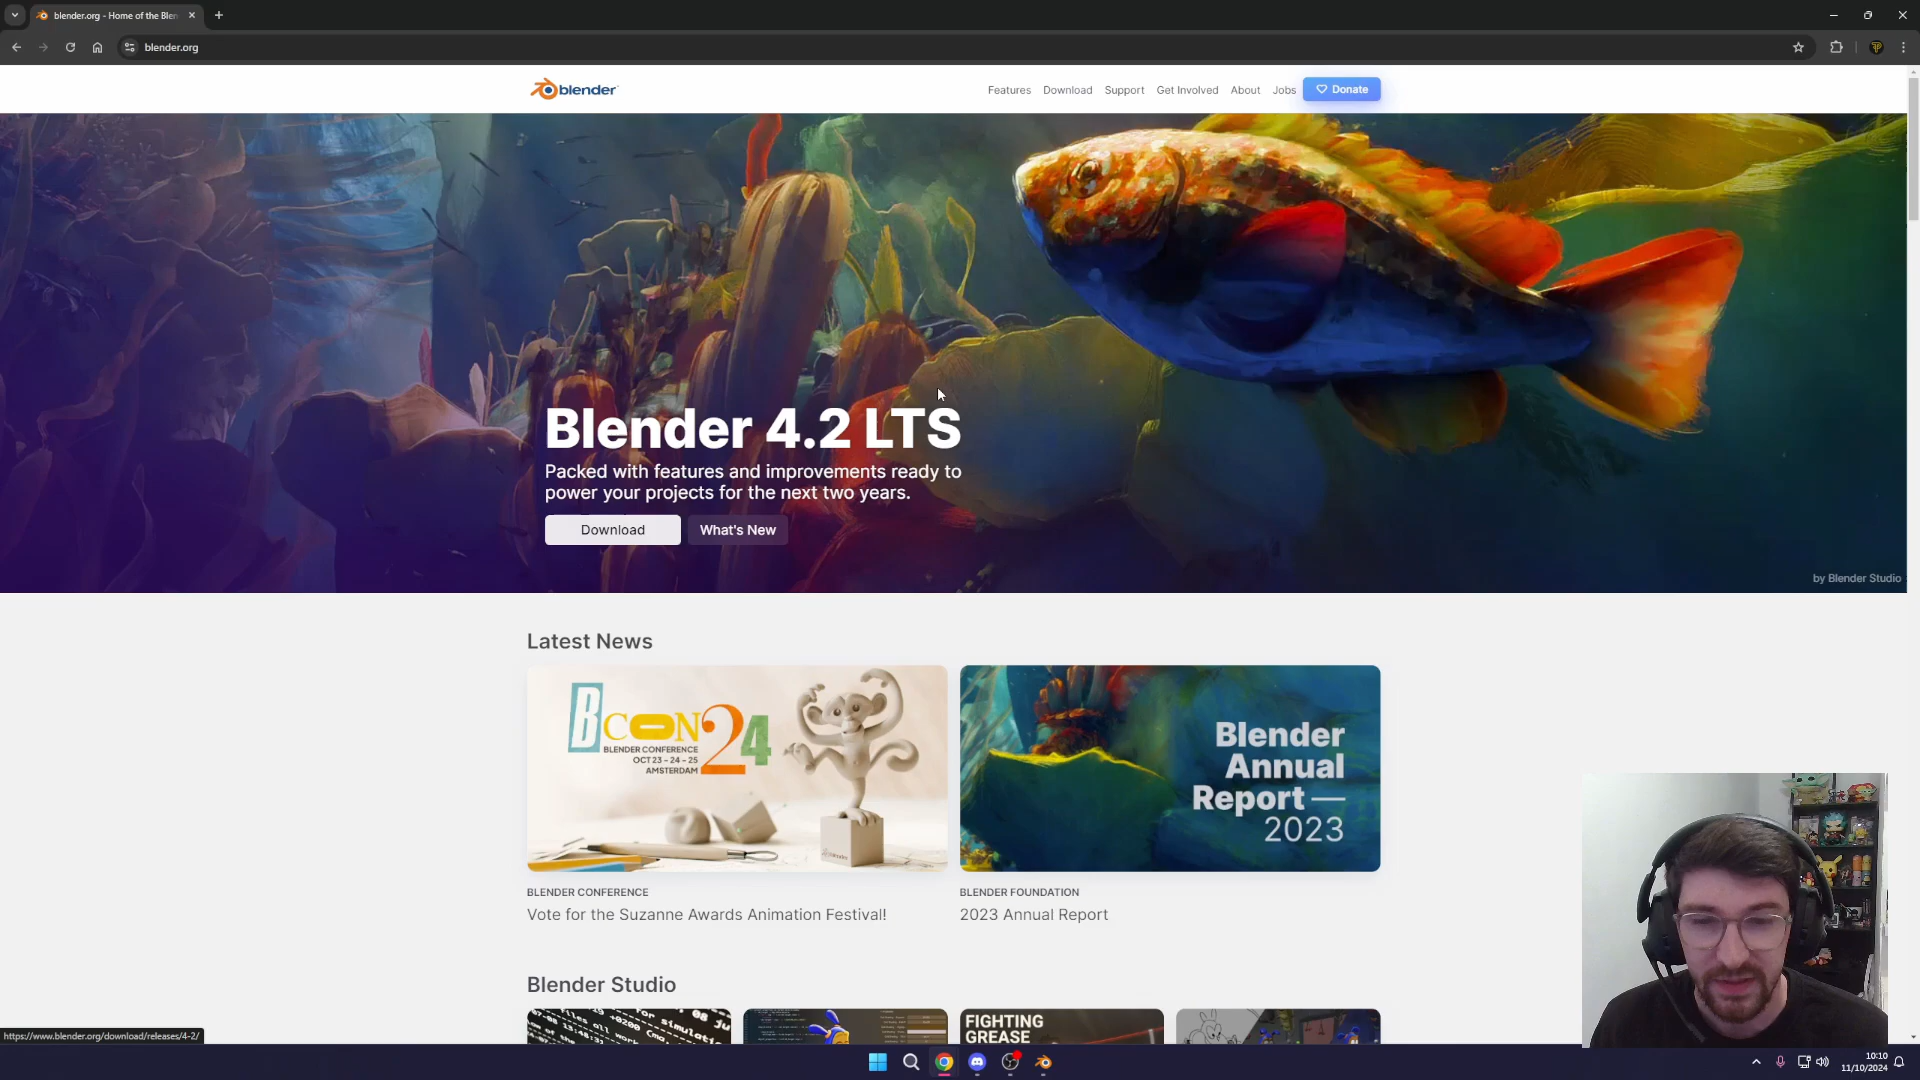 blender.org - Home of the Blen
blender.org
blender
Features
Download
Support
Get Involved
About
Jobs
Donate
Blender 4.2 LTS
Packed with features and improvements ready to
power your projects for the next two years.
Download
What's New
by Blender Studio
Latest News
BCON24
BLENDER CONFERENCE
OCT 23 - 24 - 25
AMSTERDAM
Blender
Annual
Report —
2023
BLENDER CONFERENCE
Vote for the Suzanne Awards Animation Festival!
BLENDER FOUNDATION
2023 Annual Report
Blender Studio
FIGHTING
GREASE
https://www.blender.org/download/releases/4-2/
10:10
11/10/2024